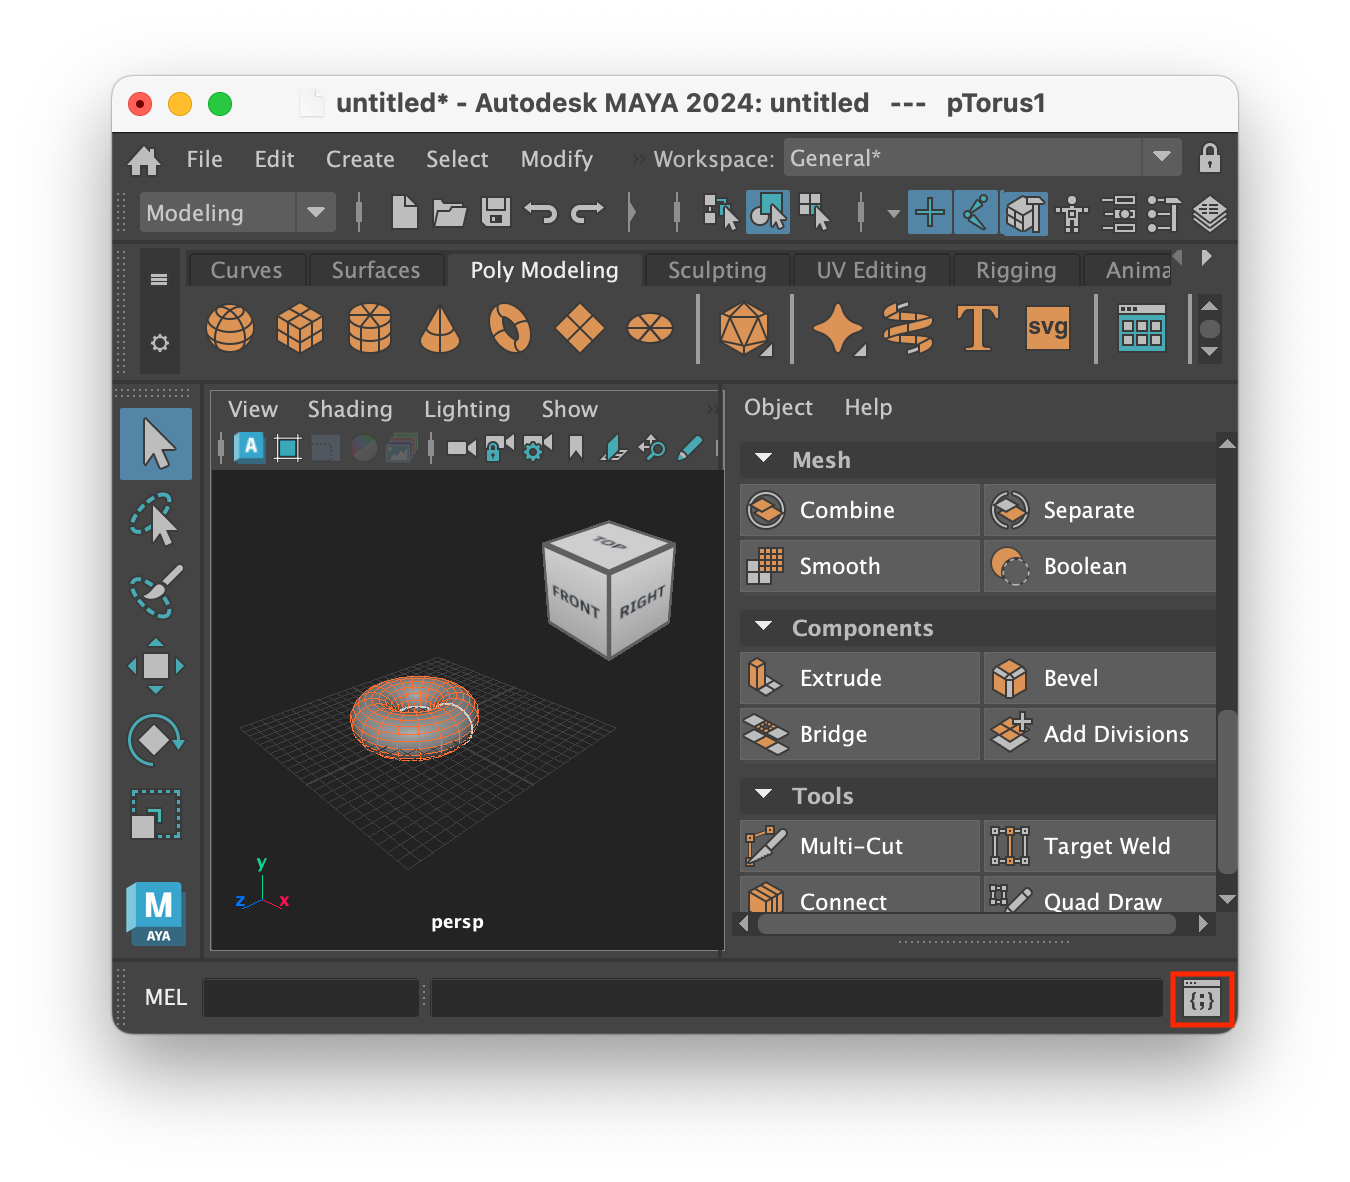 untitled* - Autodesk MAYA 2024: untitled --- pTorus1
File Edit Create Select Modify » Workspace: General*
Modeling
Curves Surfaces Poly Modeling Sculpting UV Editing Rigging Anima
T svg
View Shading Lighting Show »
Object Help
A
Mesh
Combine Separate
Smooth Boolean
TOP
FRONT RIGHT
Components
Extrude Bevel
Bridge Add Divisions
Tools
Multi-Cut Target Weld
Connect Quad Draw
y
z x
persp
M
AYA
MEL
{;}